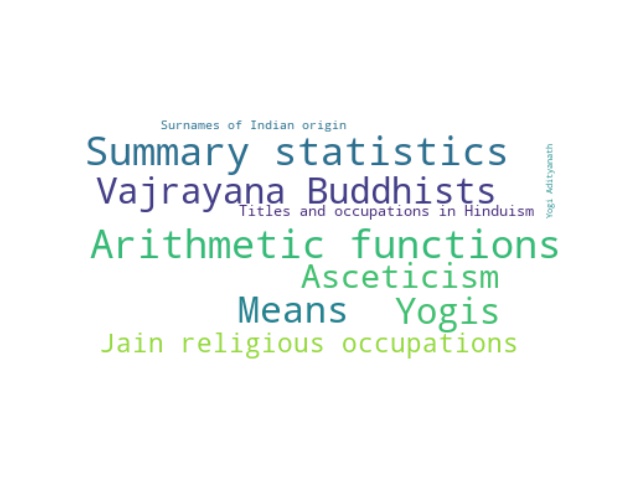 Surnames of Indian origin
Summary statistics
Yogi Adityanath
Vajrayana Buddhists
Titles and occupations in Hinduism
Arithmetic functions
Asceticism
Means
Yogis
Jain religious occupations